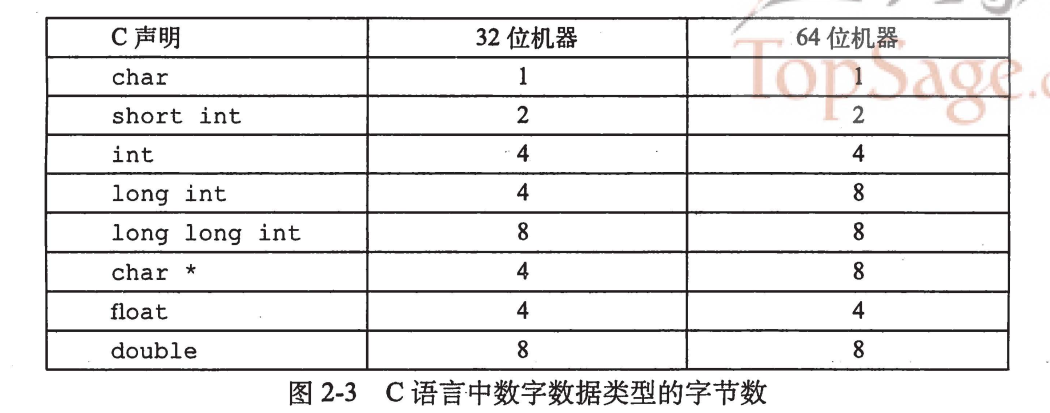 C 声明 32 位机器 64 位机器
char 1 1
short int 2 2
int 4 4
long int 4 8
long long int 8 8
char * 4 8
float 4 4
double 8 8
图 2-3 C 语言中数字数据类型的字节数
TopSage.c